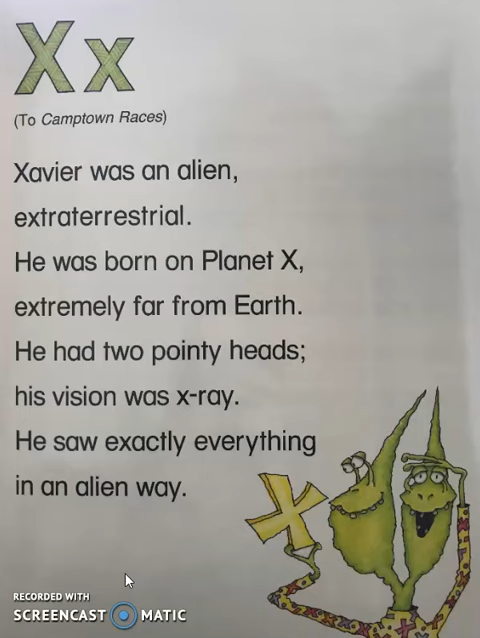 Xx
(To Camptown Races)
Xavier was an alien,
extraterrestrial.
He was born on Planet X,
extremely far from Earth.
He had two pointy heads;
his vision was x-ray.
He saw exactly everything
in an alien way.
X
RECORDED WITH
SCREENCAST MATIC